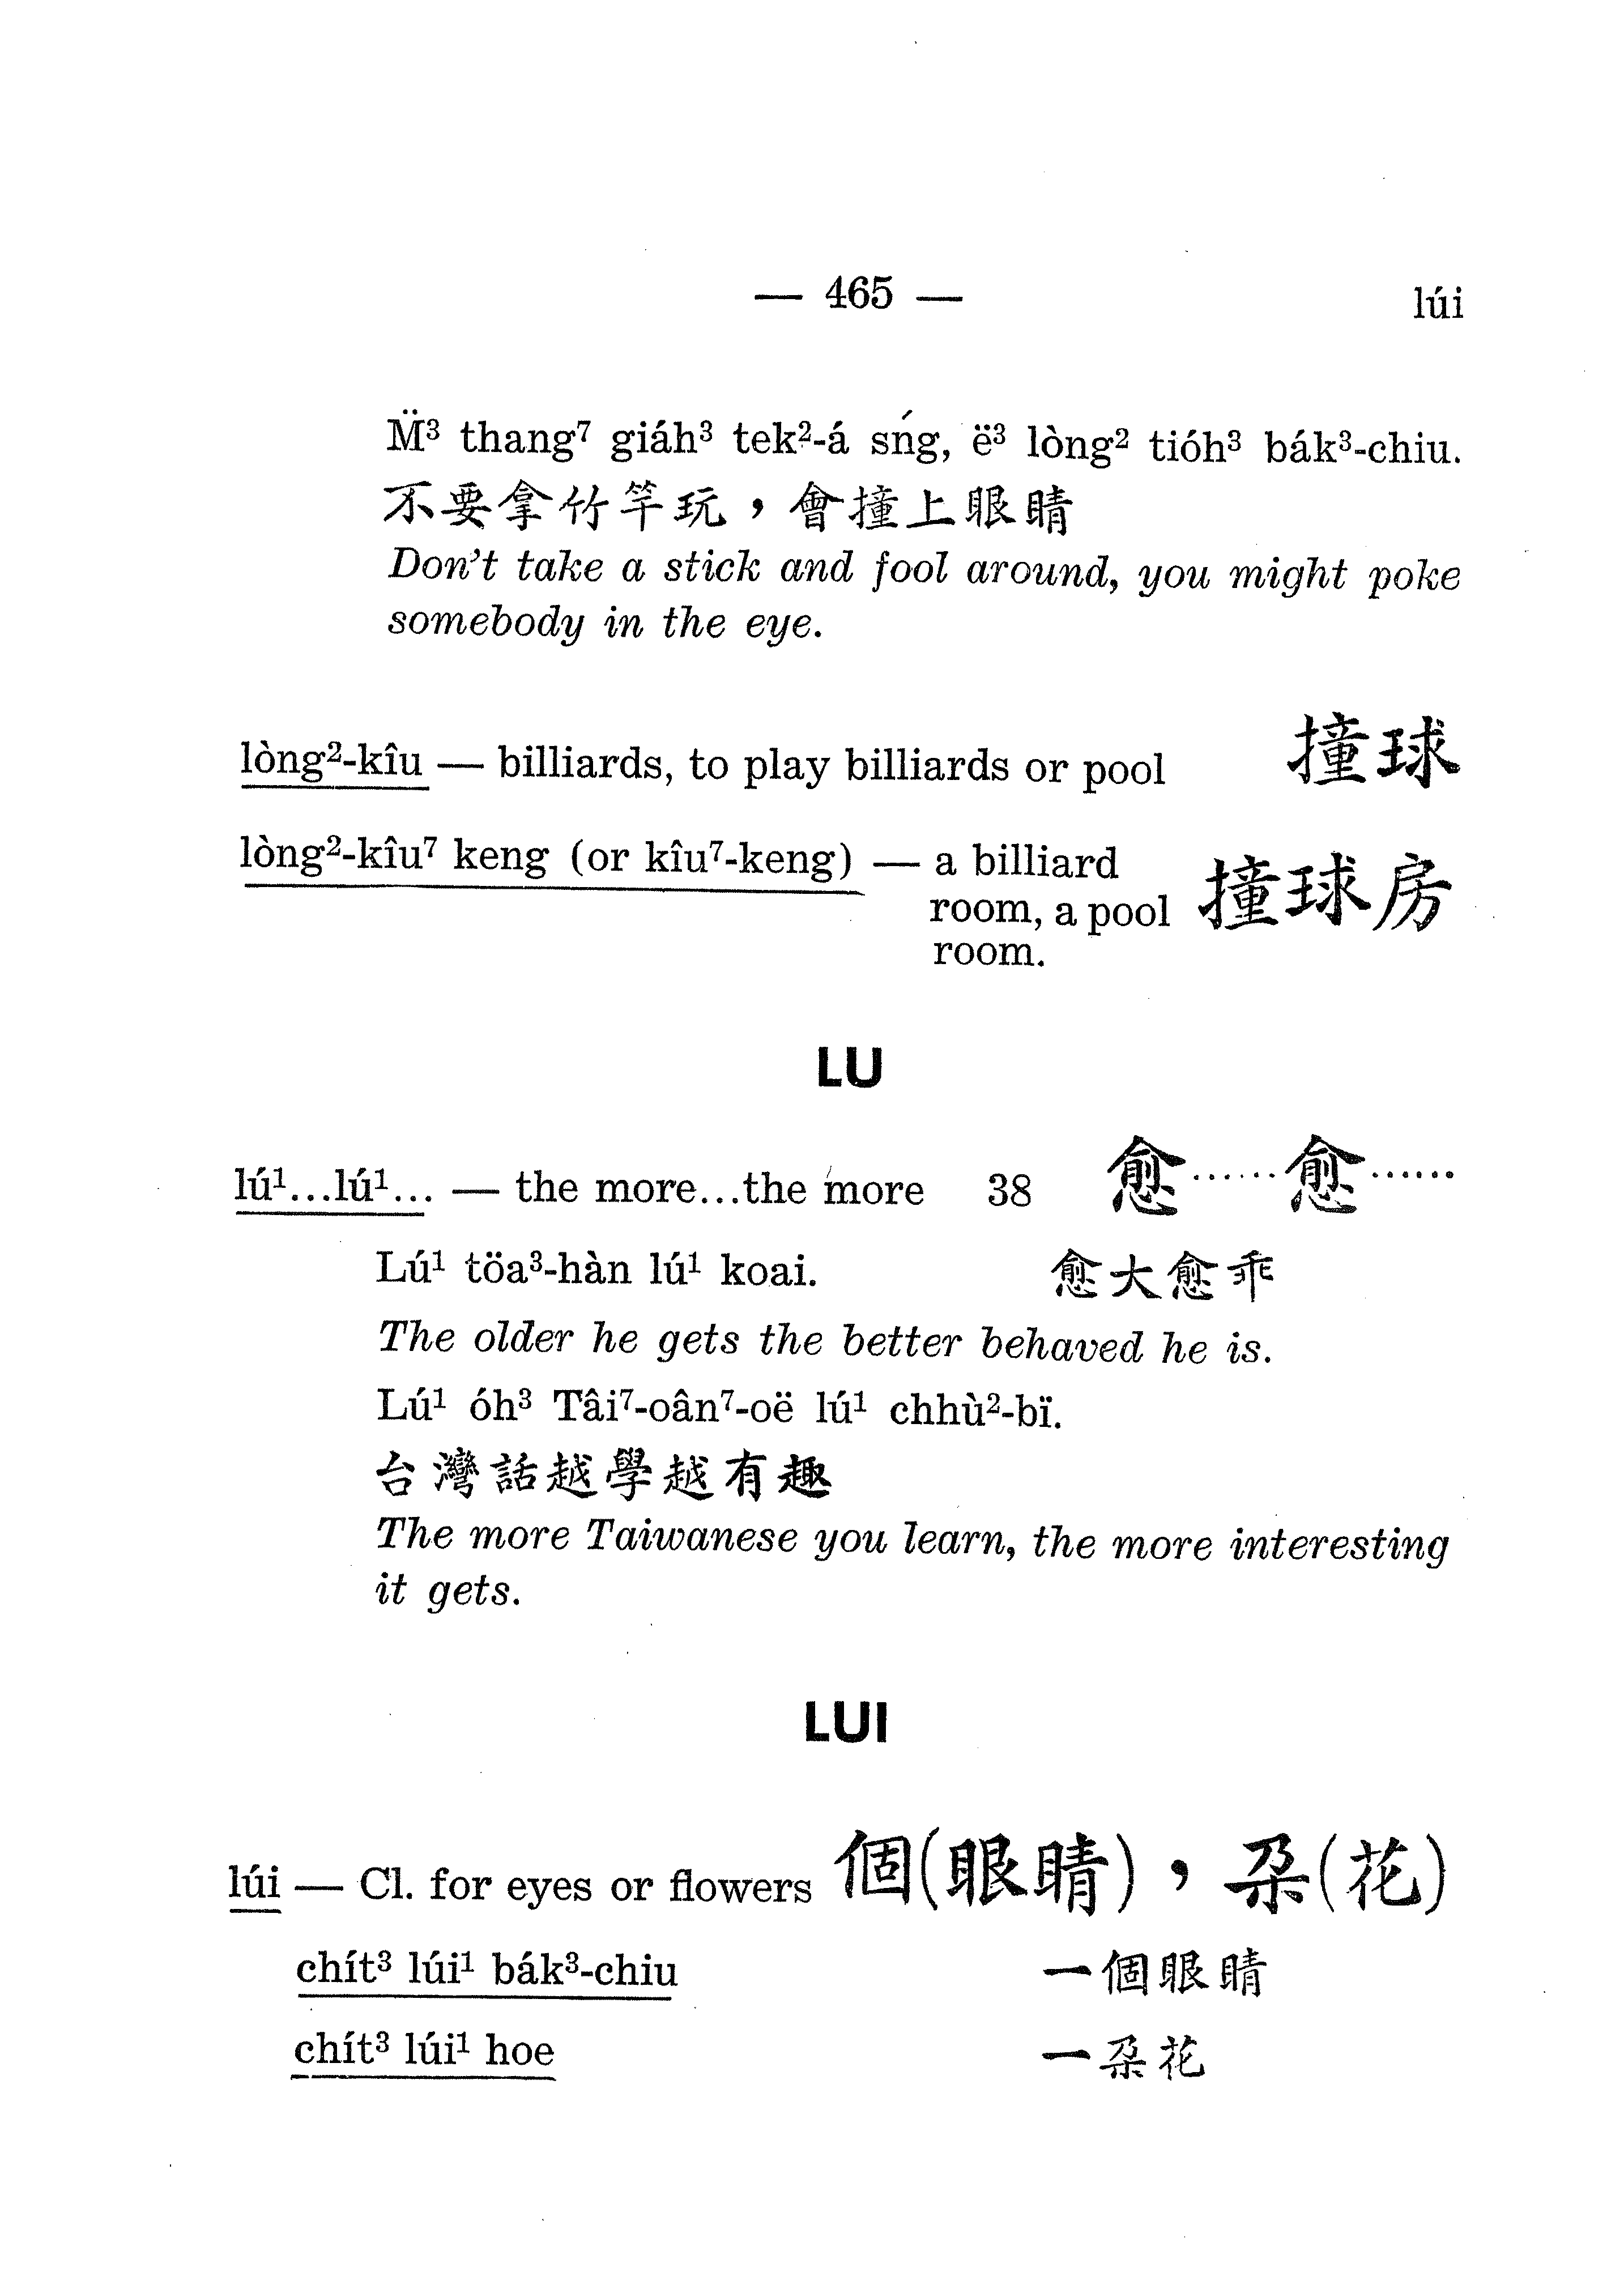 — 465 —
lúi
M̈³ thang⁷ giáh³ tek²-á sńg, ë³ lòng² tióh³ bák³-chiu.
不要拿竹竿玩，會撞上眼睛
Don't take a stick and fool around, you might poke
somebody in the eye.
lòng²-kîu — billiards, to play billiards or pool 撞球
lòng²-kîu⁷ keng (or kîu⁷-keng) — a billiard
room, a pool 撞球房
room.
LU
lú¹...lú¹... — the more...the more 38 愈……愈……
Lú¹ töa³-hàn lú¹ koai. 愈大愈乖
The older he gets the better behaved he is.
Lú¹ óh³ Tâi⁷-oân⁷-oë lú¹ chhù²-bï.
台灣話越學越有趣
The more Taiwanese you learn, the more interesting
it gets.
LUI
lúi — Cl. for eyes or flowers 個(眼睛)，朶(花)
chít³ lúi¹ bák³-chiu 一個眼睛
chít³ lúi¹ hoe 一朶花